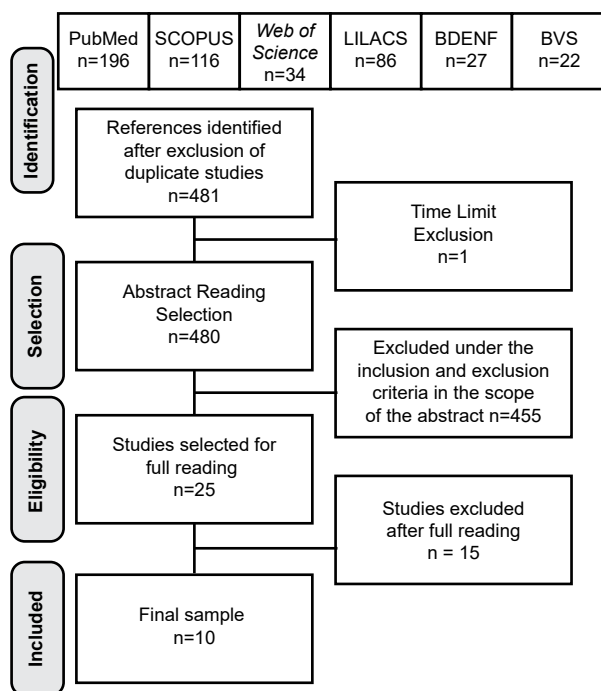 PubMed
n=196
SCOPUS
n=116
Web of
Science
n=34
LILACS
n=86
BDENF
n=27
BVS
n=22
Identification
References identified
after exclusion of
duplicate studies
n=481
Time Limit
Exclusion
n=1
Selection
Abstract Reading
Selection
n=480
Excluded under the
inclusion and exclusion
criteria in the scope
of the abstract n=455
Eligibility
Studies selected for
full reading
n=25
Studies excluded
after full reading
n = 15
Included
Final sample
n=10